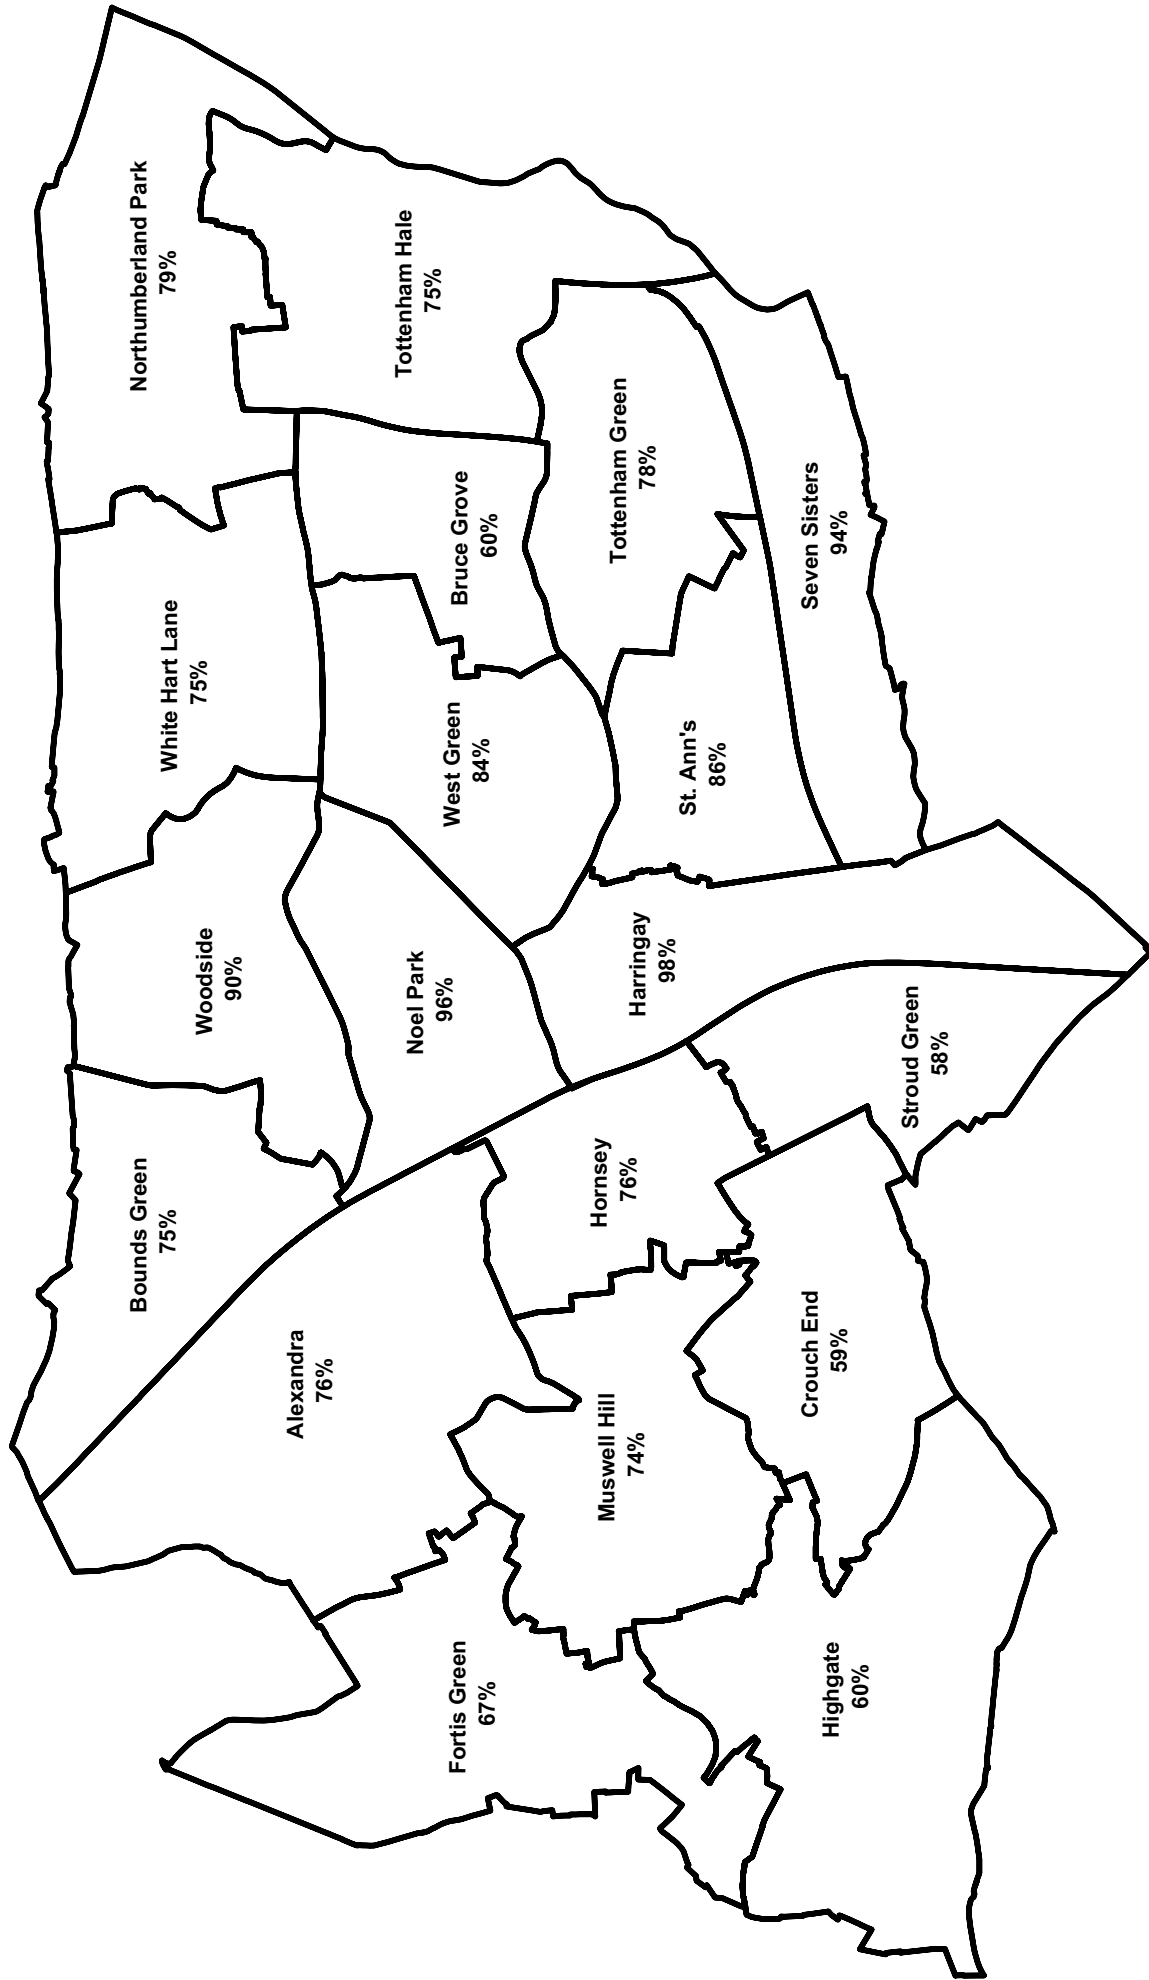 Northumberland Park
79%
Tottenham Hale
75%
White Hart Lane
75%
Bruce Grove
60%
Tottenham Green
78%
Seven Sisters
94%
West Green
84%
St. Ann's
86%
Woodside
90%
Noel Park
96%
Harringay
98%
Stroud Green
58%
Bounds Green
75%
Hornsey
76%
Alexandra
76%
Muswell Hill
74%
Crouch End
59%
Fortis Green
67%
Highgate
60%